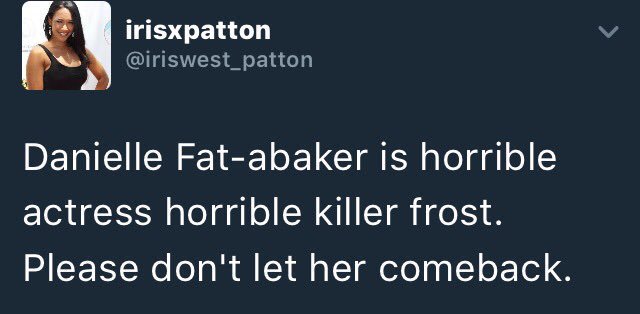 irisxpatton
@iriswest_patton
Danielle Fat-abaker is horrible
actress horrible killer frost.
Please don't let her comeback.